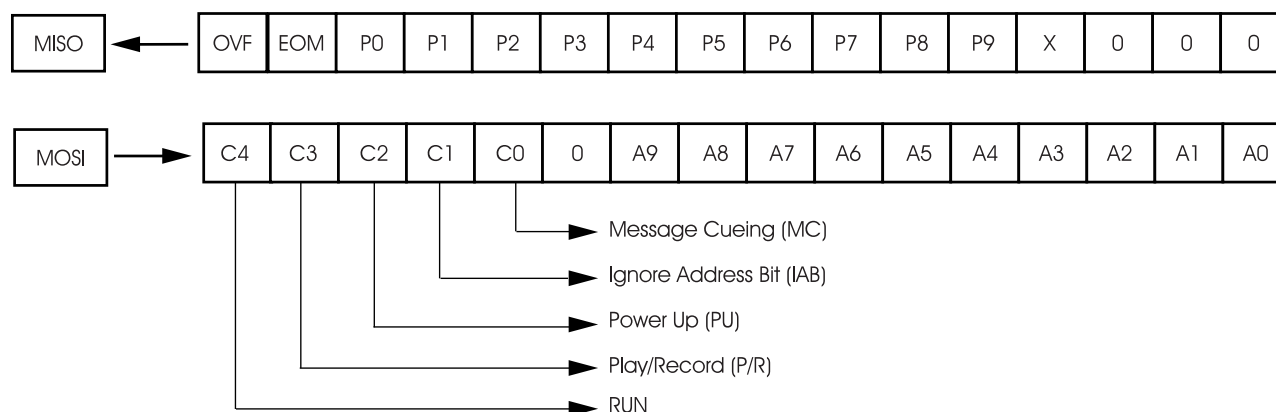 MISO OVF EOM P0 P1 P2 P3 P4 P5 P6 P7 P8 P9 X 0 0 0
MOSI C4 C3 C2 C1 C0 0 A9 A8 A7 A6 A5 A4 A3 A2 A1 A0
Message Cueing (MC)
Ignore Address Bit (IAB)
Power Up (PU)
Play/Record (P/R)
RUN